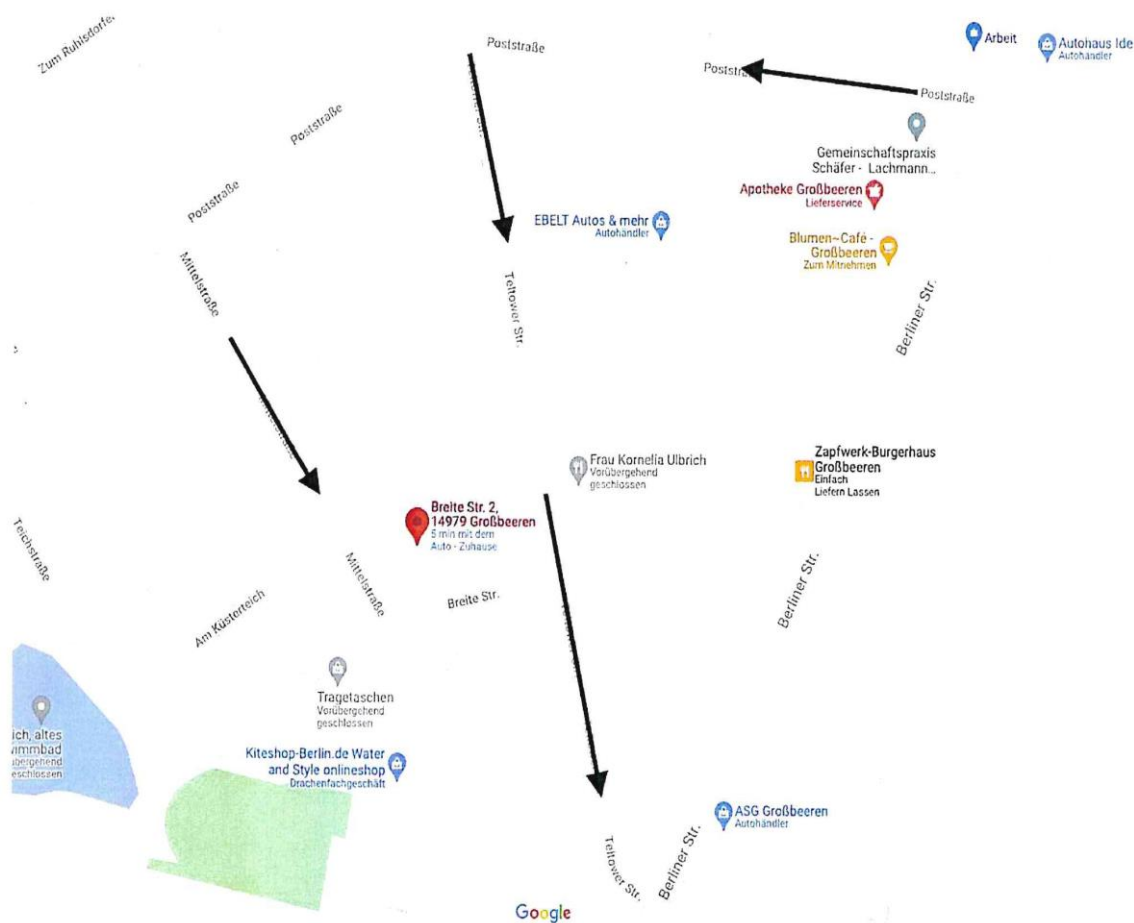 Zum Ruhlsdorfer
Poststraße
Poststraße
Arbeit
Autohaus Ide
Autohändler
Poststraße
Poststraße
Gemeinschaftspraxis
Schäfer - Lachmann...
Apotheke Großbeeren
Lieferservice
Poststraße
EBELT Autos & mehr
Autohändler
Blumen~Café -
Großbeeren
Zum Mitnehmen
Mittelstraße
Teltower Str.
Berliner Str.
Frau Kornelia Ulbrich
Vorübergehend
geschlossen
Zapfwerk-Burgerhaus
Großbeeren
Einfach
Liefern Lassen
Breite Str. 2,
14979 Großbeeren
5 min mit dem
Auto - Zuhause
Teichstraße
Mittelstraße
Breite Str.
Berliner Str.
Am Küsterteich
Tragetaschen
Vorübergehend
geschlossen
ich, altes
Kiteshop-Berlin.de Water
and Style onlineshop
Drachenfachgeschäft
ASG Großbeeren
Autohändler
Teltower Str.
Berliner Str.
Google